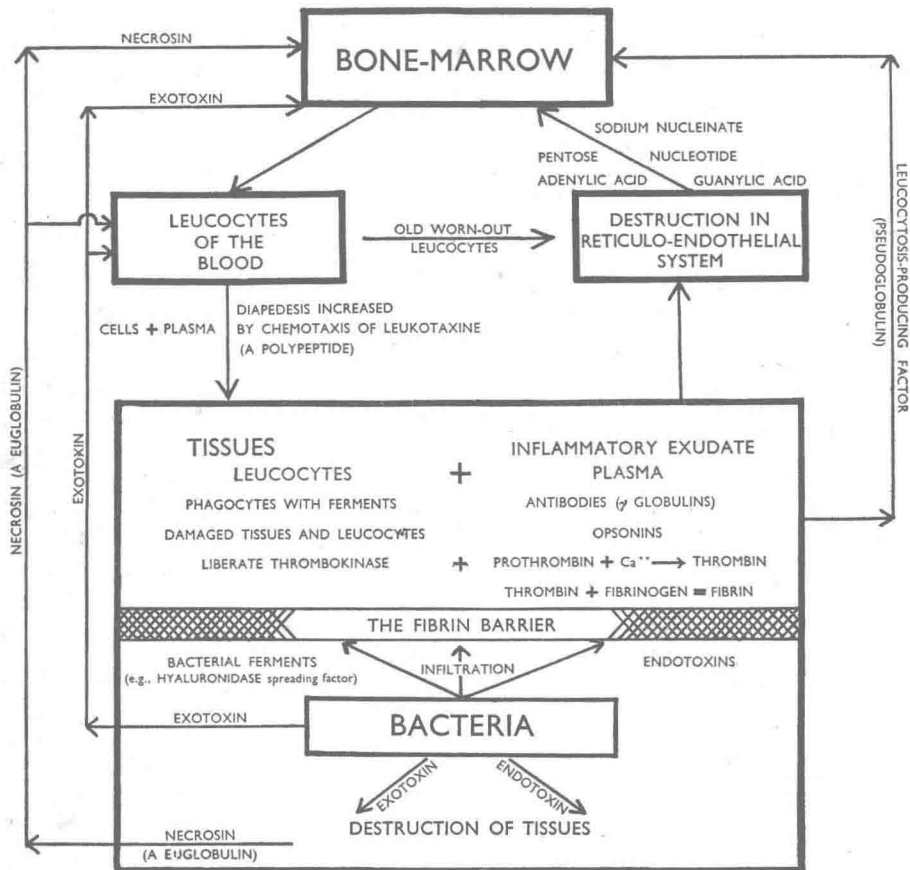 NECROSIN
BONE-MARROW
EXOTOXIN
SODIUM NUCLEINATE
PENTOSE NUCLEOTIDE
ADENYLIC ACID GUANYLIC ACID
LEUCOCYTES
OF THE
BLOOD
OLD WORN-OUT
LEUCOCYTES
DESTRUCTION IN
RETICULO-ENDOTHELIAL
SYSTEM
LEUCOCYTOSIS-PRODUCING FACTOR
(PSEUDOGLOBULIN)
CELLS + PLASMA
DIAPEDESIS INCREASED
BY CHEMOTAXIS OF LEUKOTAXINE
(A POLYPEPTIDE)
NECROSIN (A EUGLOBULIN)
EXOTOKIN
TISSUES
LEUCOCYTES
PHAGOCYTES WITH FERMENTS
DAMAGED TISSUES AND LEUCOCYTES
LIBERATE THROMBOKINASE
+
INFLAMMATORY EXUDATE
PLASMA
ANTIBODIES (γ GLOBULINS)
OPSONINS
+ PROTHROMBIN + Ca¨ → THROMBIN
THROMBIN + FIBRINOGEN = FIBRIN
THE FIBRIN BARRIER
BACTERIAL FERMENTS
(e.g., HYALURONIDASE spreading factor)
INFILTRATION
ENDOTOXINS
EXOTOXIN
BACTERIA
EXOTOXIN
ENDOTOXIN
DESTRUCTION OF TISSUES
NECROSIN
(A EUGLOBULIN)